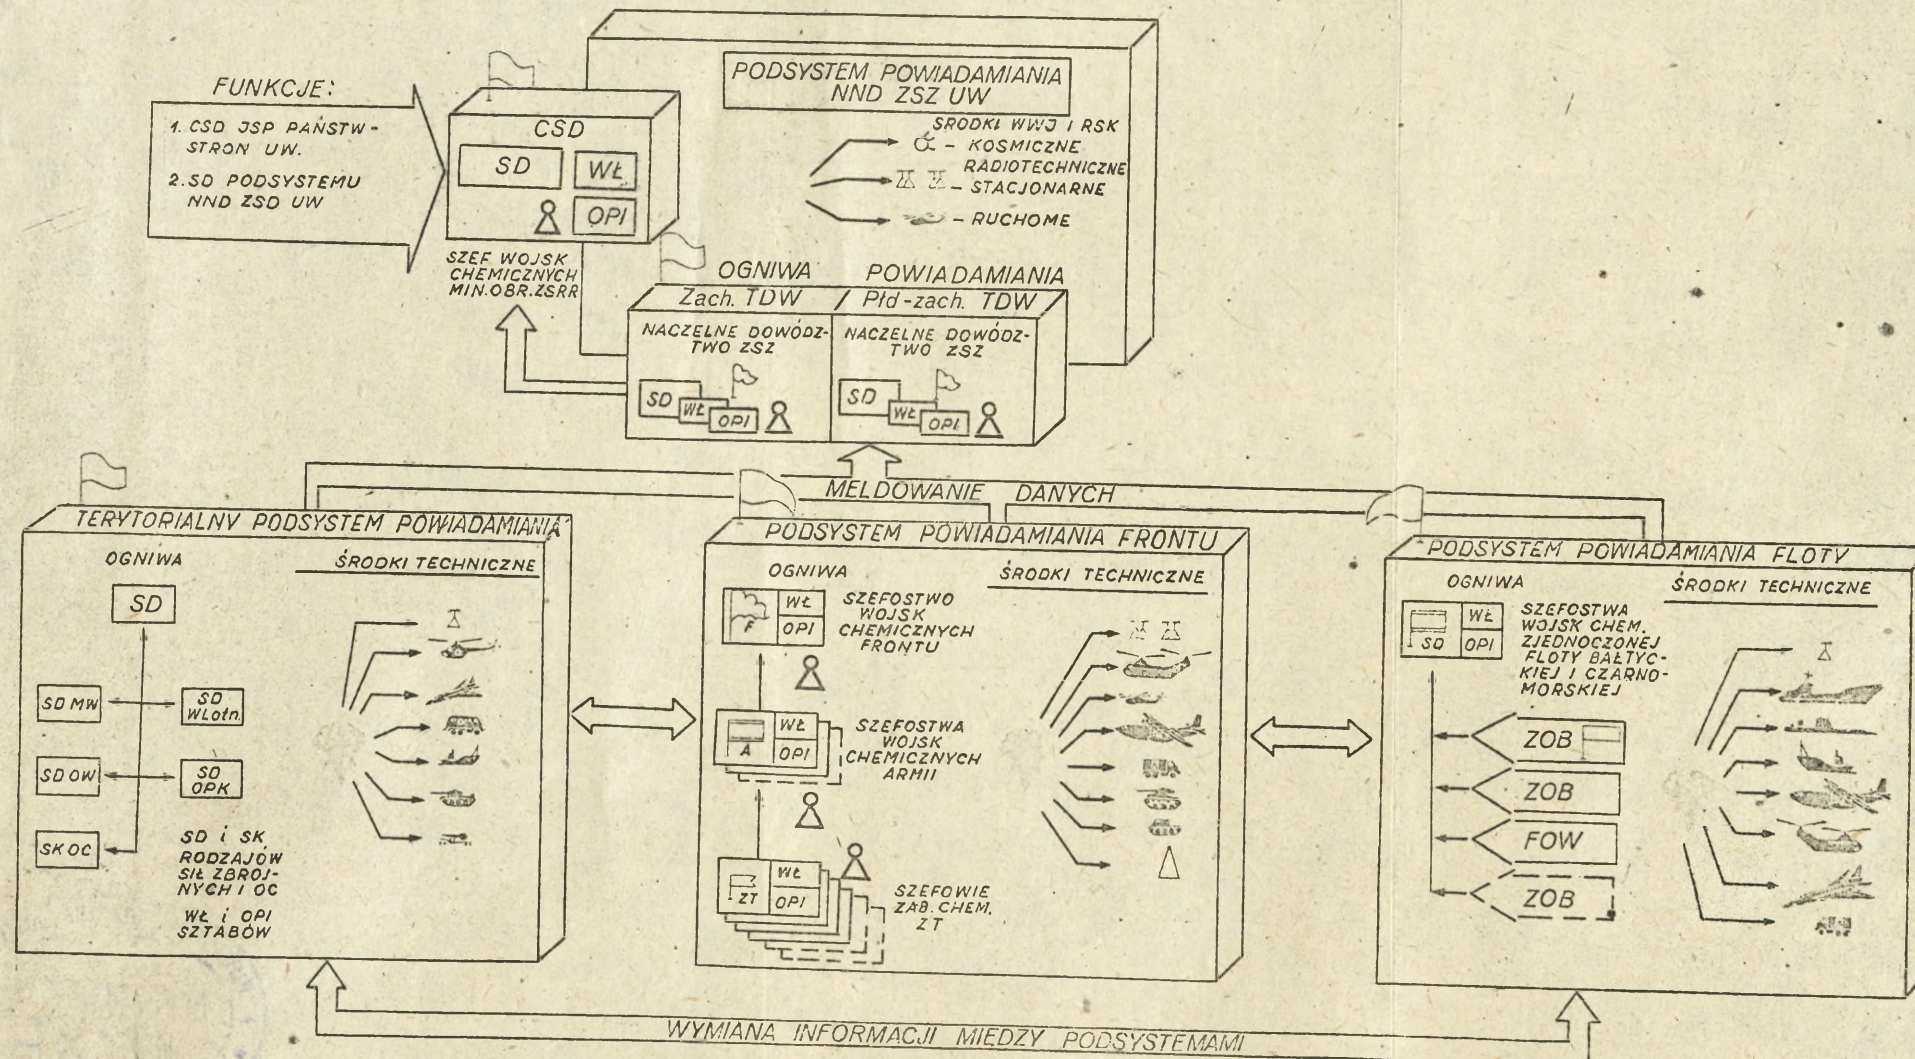 FUNKCJE:
1. CSD JSP PAŃSTW-
STRON UW.
2. SD PODSYSTEMU
NND ZSD UW
CSD
SD
WŁ
OPI
SZEF WOJSK
CHEMICZNYCH
MIN.OBR.ZSRR
PODSYSTEM POWIADAMIANIA
NND ZSZ UW
ŚRODKI WWJ I RSK
- KOSMICZNE
RADIOTECHNICZNE
- STACJONARNE
- RUCHOME
OGNIWA POWIADAMIANIA
Zach. TDW / Płd-zach. TDW
NACZELNE DOWÓDZ-
TWO ZSZ
SD
WŁ
OPI
NACZELNE DOWÓDZ-
TWO ZSZ
SD
WŁ
OPI
MELDOWANIE DANYCH
TERYTORIALNY PODSYSTEM POWIADAMIANIA
OGNIWA
ŚRODKI TECHNICZNE
SD
SD MW
SD
WLotn.
SD OW
SD
OPK
SK OC
SD i SK
RODZAJÓW
SIŁ ZBROJ-
NYCH I OC
WŁ i OPI
SZTABÓW
PODSYSTEM POWIADAMIANIA FRONTU
OGNIWA
ŚRODKI TECHNICZNE
F
WŁ
OPI
SZEFOSTWO
WOJSK
CHEMICZNYCH
FRONTU
A
WŁ
OPI
SZEFOSTWA
WOJSK
CHEMICZNYCH
ARMII
ZT
WŁ
OPI
SZEFOWIE
ZAB. CHEM.
ZT
PODSYSTEM POWIADAMIANIA FLOTY
OGNIWA
ŚRODKI TECHNICZNE
SD
WŁ
OPI
SZEFOSTWA
WOJSK CHEM.
ZJEDNOCZONEJ
FLOTY BAŁTYC-
KIEJ I CZARNO-
MORSKIEJ
ZOB
ZOB
FOW
ZOB
WYMIANA INFORMACJI MIĘDZY PODSYSTEMAMI